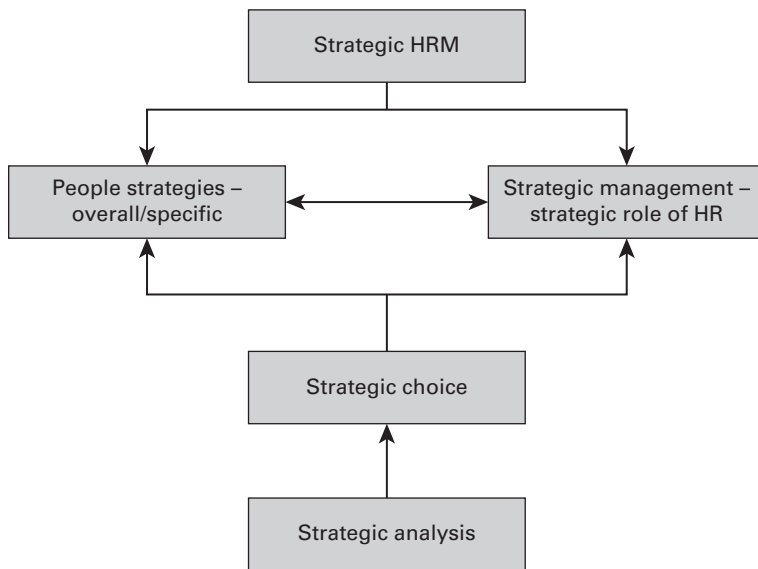 Strategic HRM
People strategies –
overall/specific
Strategic management –
strategic role of HR
Strategic choice
Strategic analysis